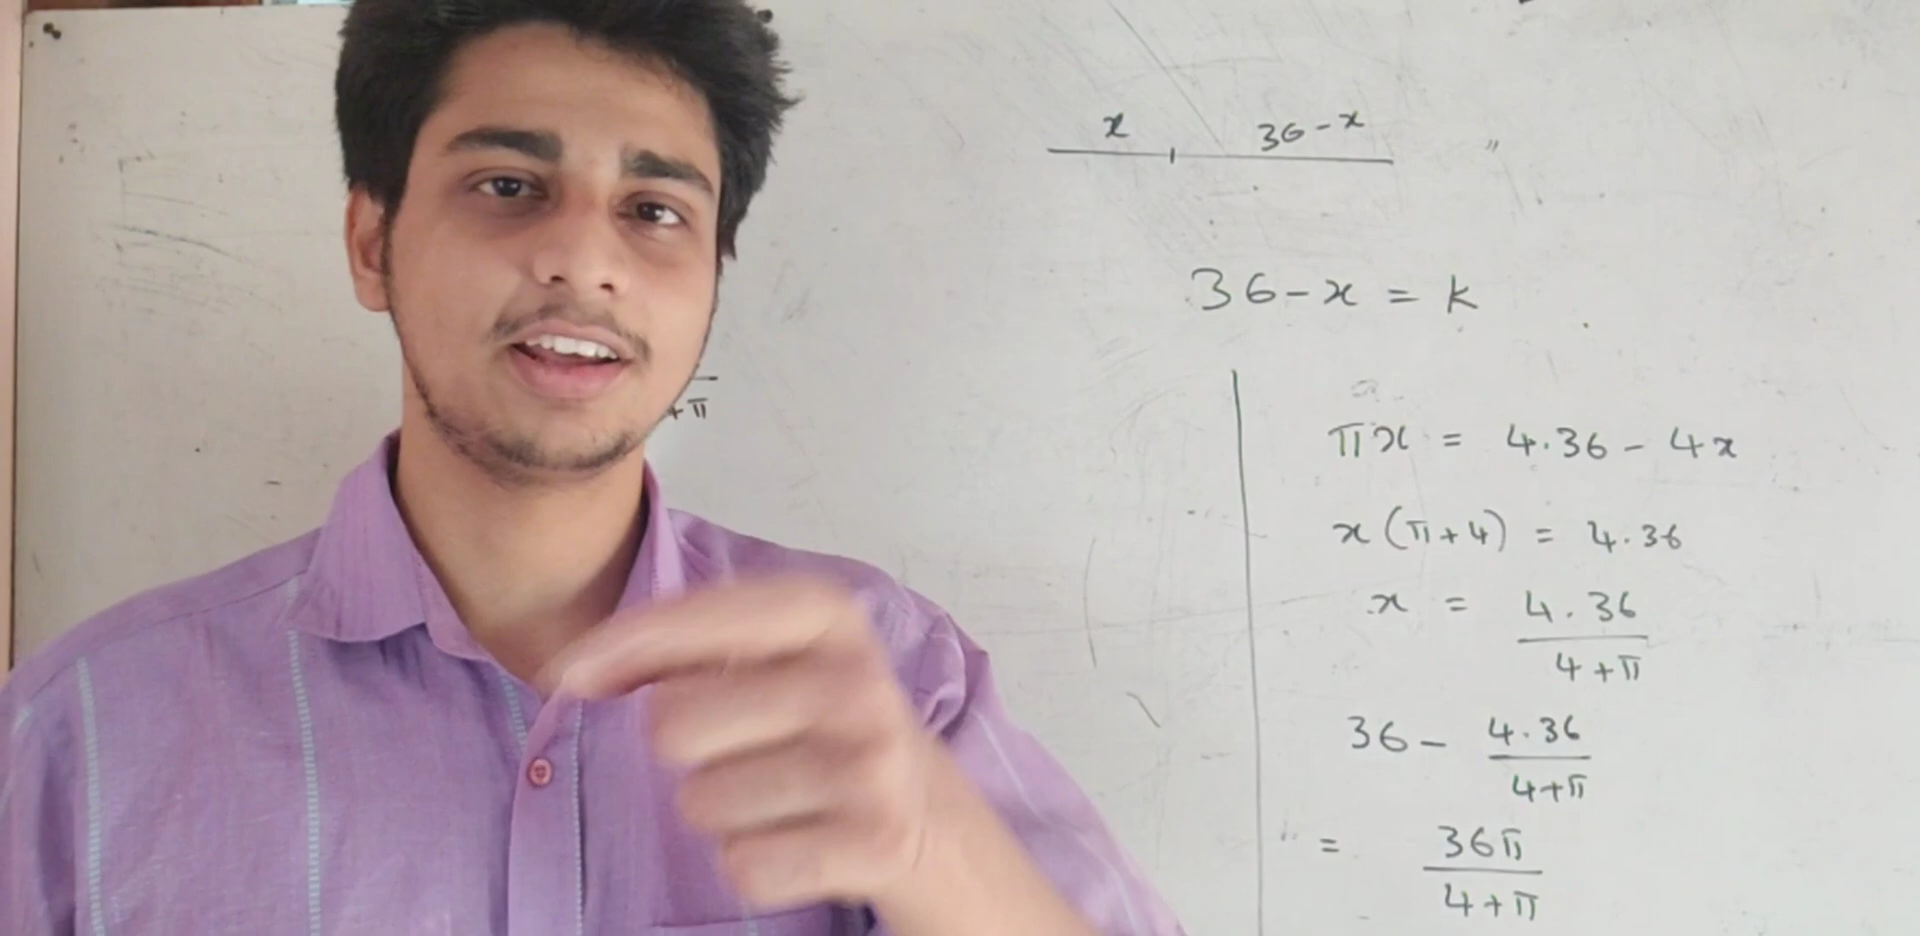 x 36-x
36-x = k
+π
πx = 4.36 - 4x
x(π+4) = 4.36
x = 4.36
4+π
36 - 4.36
4+π
= 36π
4+π